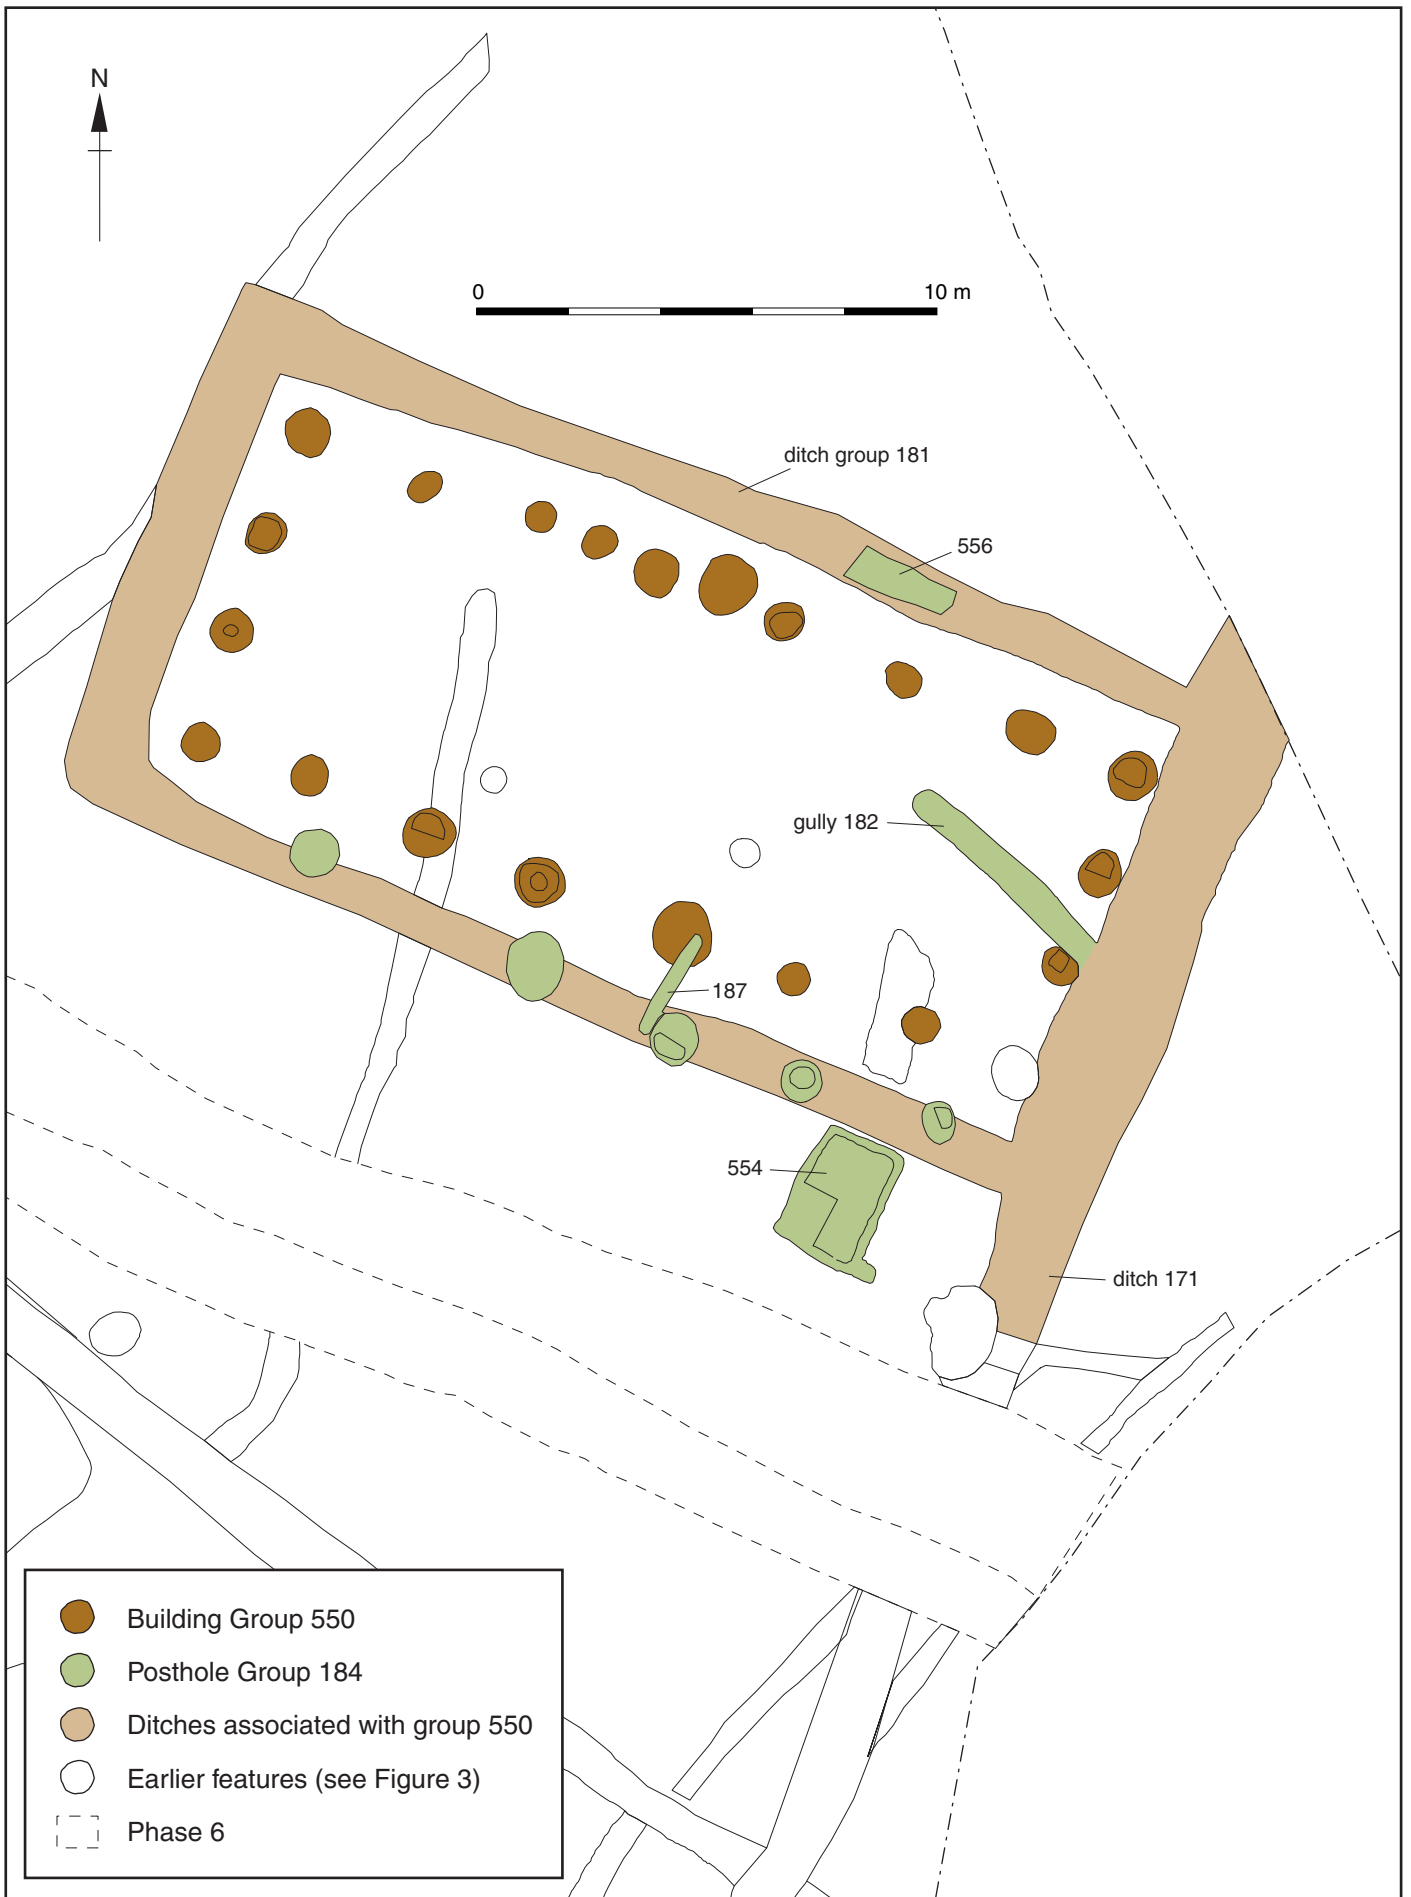 N
0 10 m
ditch group 181
556
gully 182
187
554
ditch 171
Building Group 550
Posthole Group 184
Ditches associated with group 550
Earlier features (see Figure 3)
Phase 6